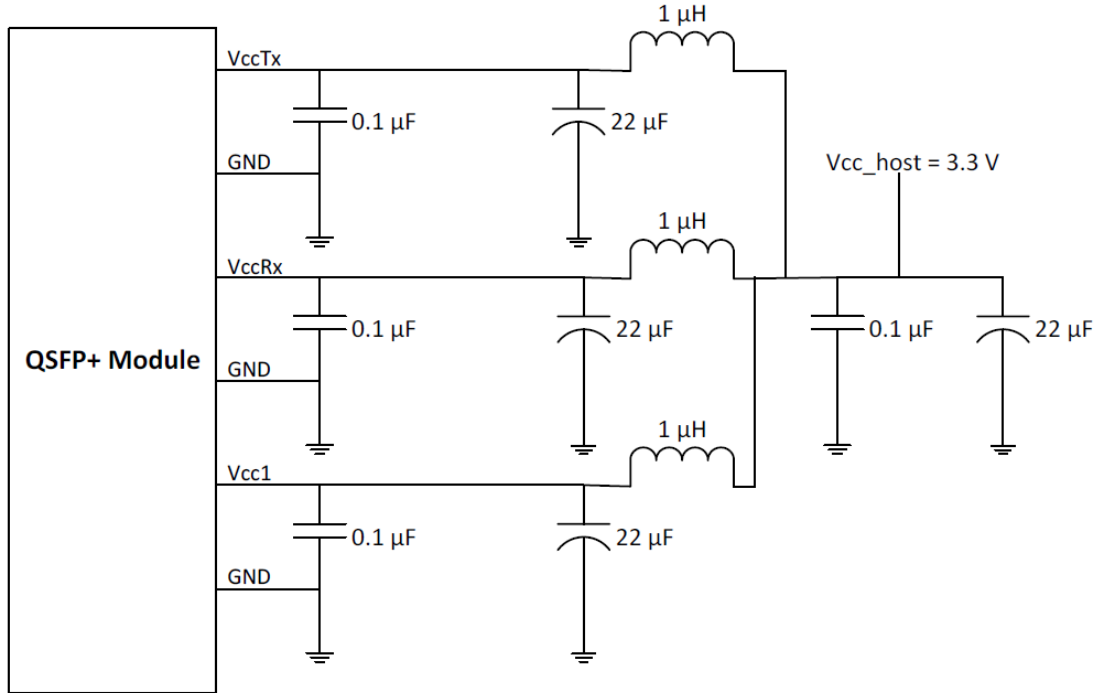 1 μH
VccTx
0.1 μF
22 μF
GND
Vcc_host = 3.3 V
1 μH
VccRx
0.1 μF
22 μF
0.1 μF
22 μF
QSFP+ Module
GND
1 μH
Vcc1
0.1 μF
22 μF
GND